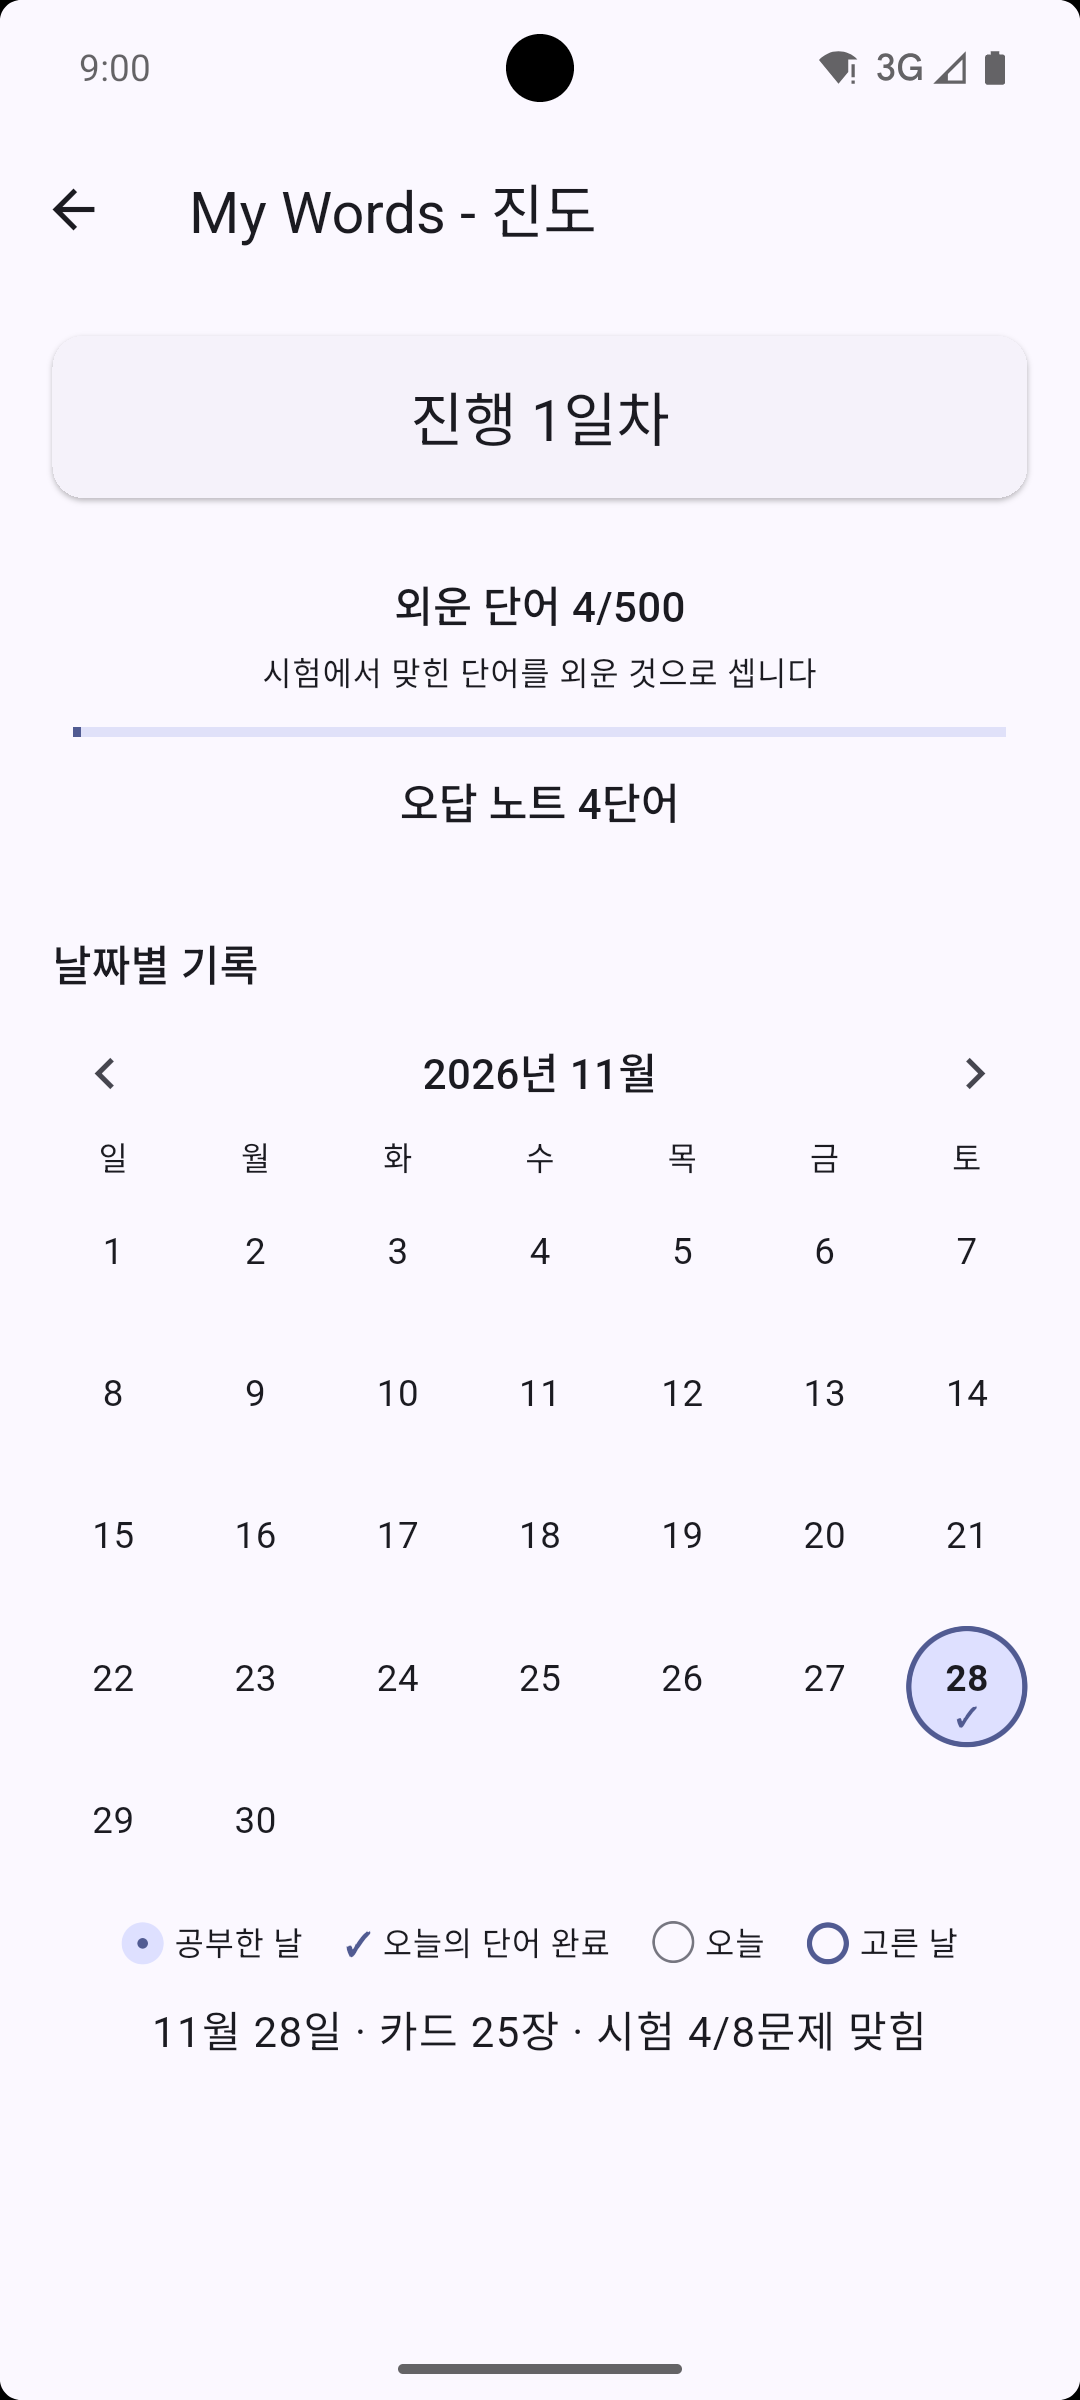 9:00
3G
My Words - 진도
진행 1일차
외운 단어 4/500
시험에서 맞힌 단어를 외운 것으로 셉니다
오답 노트 4단어
날짜별 기록
2026년 11월
일 월 화 수 목 금 토
1 2 3 4 5 6 7
8 9 10 11 12 13 14
15 16 17 18 19 20 21
22 23 24 25 26 27 28
✓
29 30
공부한 날 ✓ 오늘의 단어 완료 오늘 고른 날
11월 28일 · 카드 25장 · 시험 4/8문제 맞힘